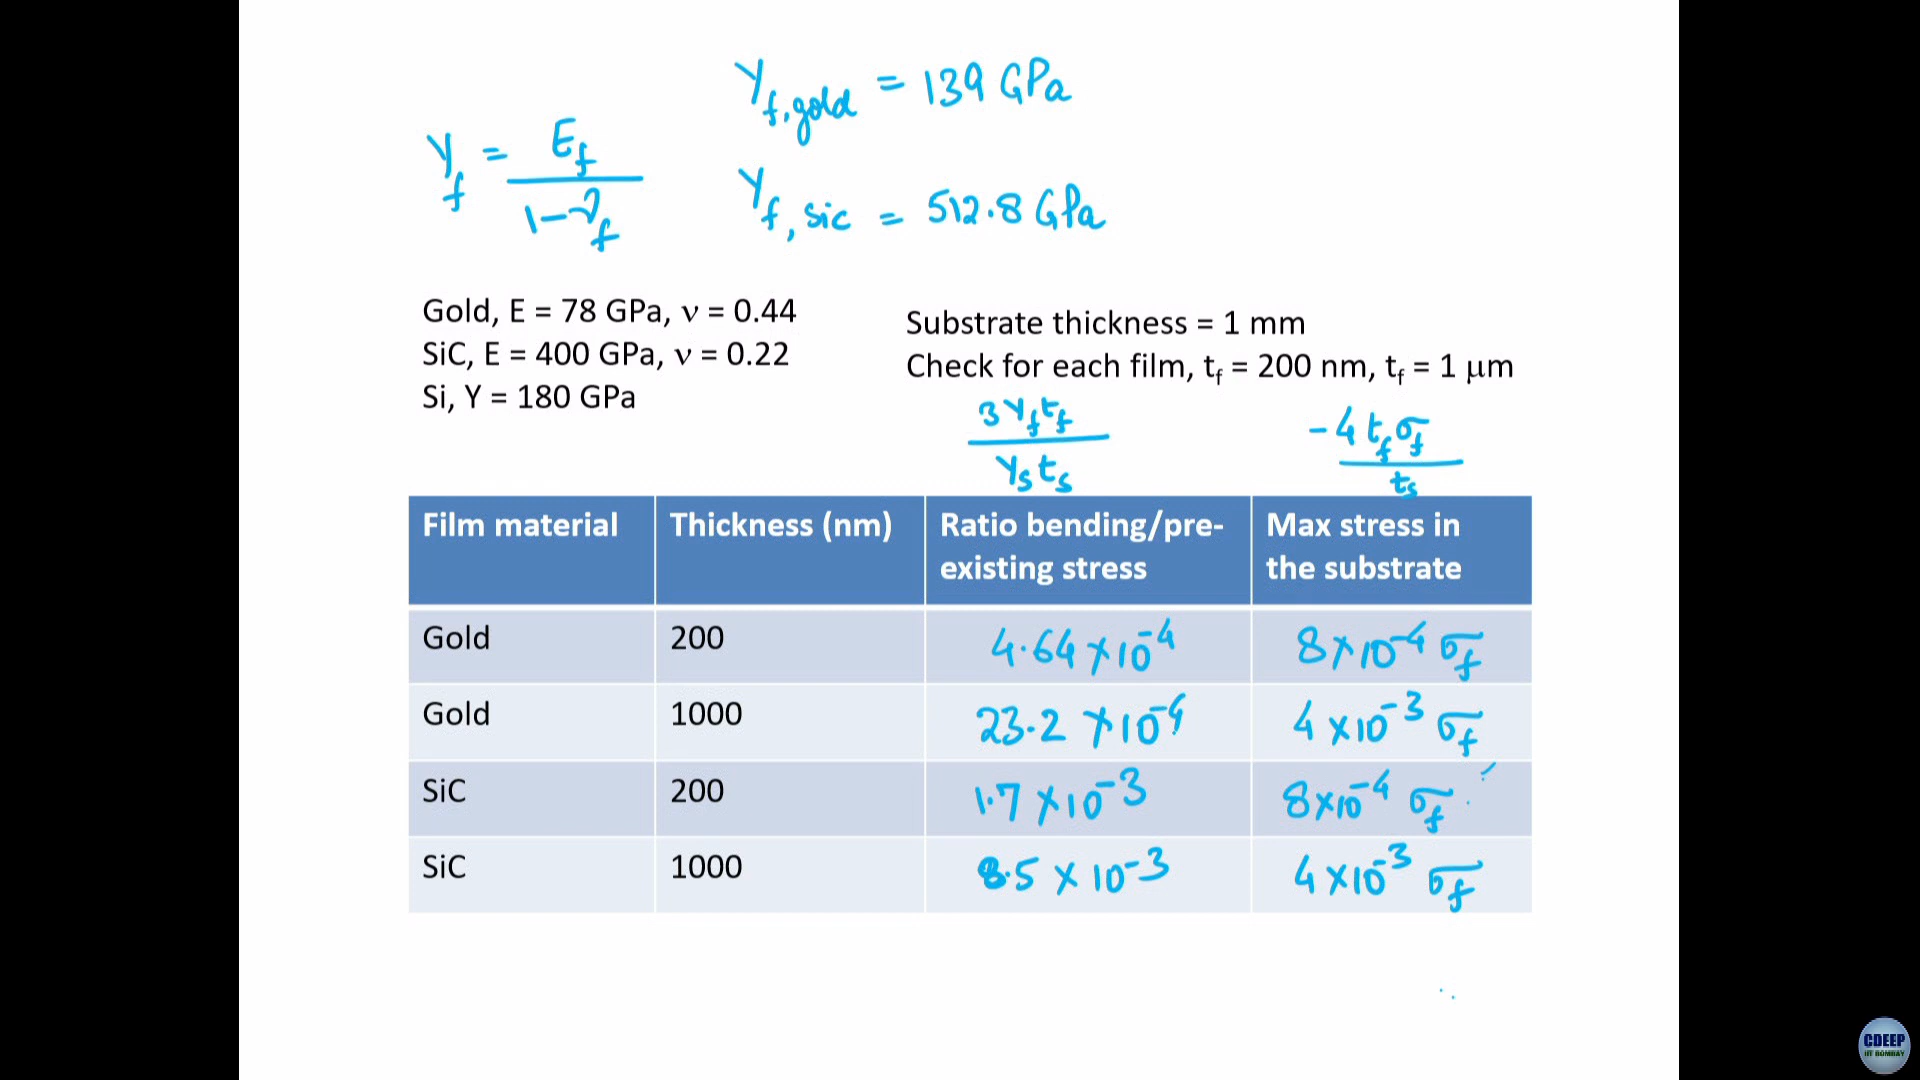 Y_f,gold = 139 GPa
Y_f = E_f / 1-ν_f
Y_f, sic = 512.8 GPa
Gold, E = 78 GPa, ν = 0.44
SiC, E = 400 GPa, ν = 0.22
Si, Y = 180 GPa
Substrate thickness = 1 mm
Check for each film, t_f = 200 nm, t_f = 1 μm
3 Y_f t_f / Y_s t_s
-4 t_f σ_f / t_s
Film material Thickness (nm) Ratio bending/pre-existing stress Max stress in the substrate
Gold 200 4.64 × 10^-4 8 × 10^-4 σ_f
Gold 1000 23.2 × 10^-4 4 × 10^-3 σ_f
SiC 200 1.7 × 10^-3 8 × 10^-4 σ_f
SiC 1000 8.5 × 10^-3 4 × 10^-3 σ_f
CDEEP
IIT BOMBAY